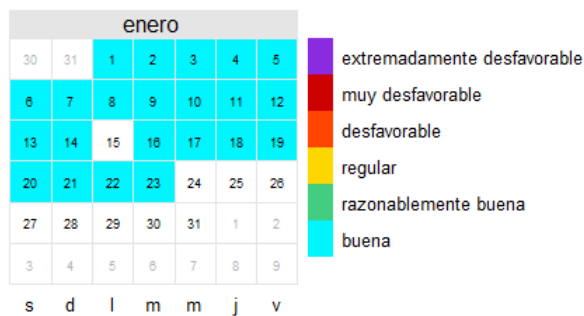 enero
30 31 1 2 3 4 5
6 7 8 9 10 11 12
13 14 15 16 17 18 19
20 21 22 23 24 25 26
27 28 29 30 31 1 2
3 4 5 6 7 8 9
s d l m m j v
extremadamente desfavorable
muy desfavorable
desfavorable
regular
razonablemente buena
buena